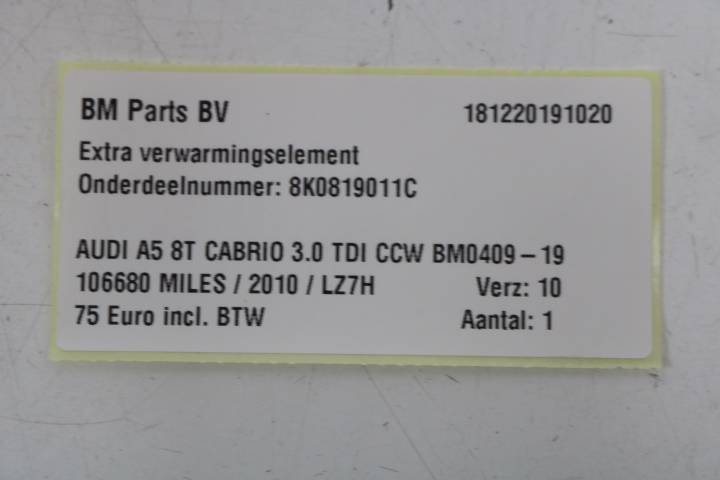 BM Parts BV 181220191020
Extra verwarmingselement
Onderdeelnummer: 8K0819011C
AUDI A5 8T CABRIO 3.0 TDI CCW BM0409-19
106680 MILES / 2010 / LZ7H Verz: 10
75 Euro incl. BTW Aantal: 1